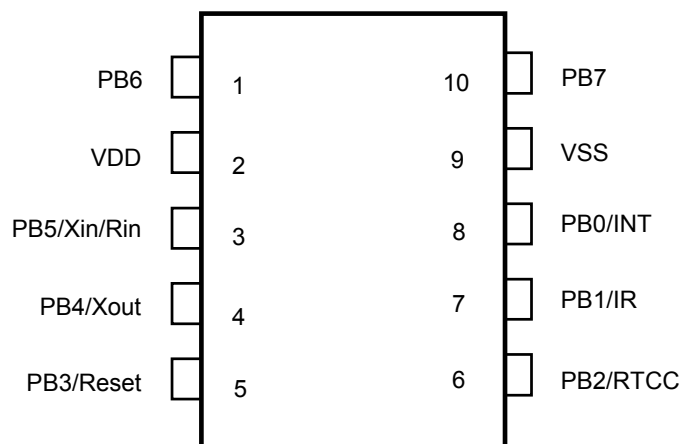 PB6 1 10 PB7
VDD 2 9 VSS
PB5/Xin/Rin 3 8 PB0/INT
PB4/Xout 4 7 PB1/IR
PB3/Reset 5 6 PB2/RTCC